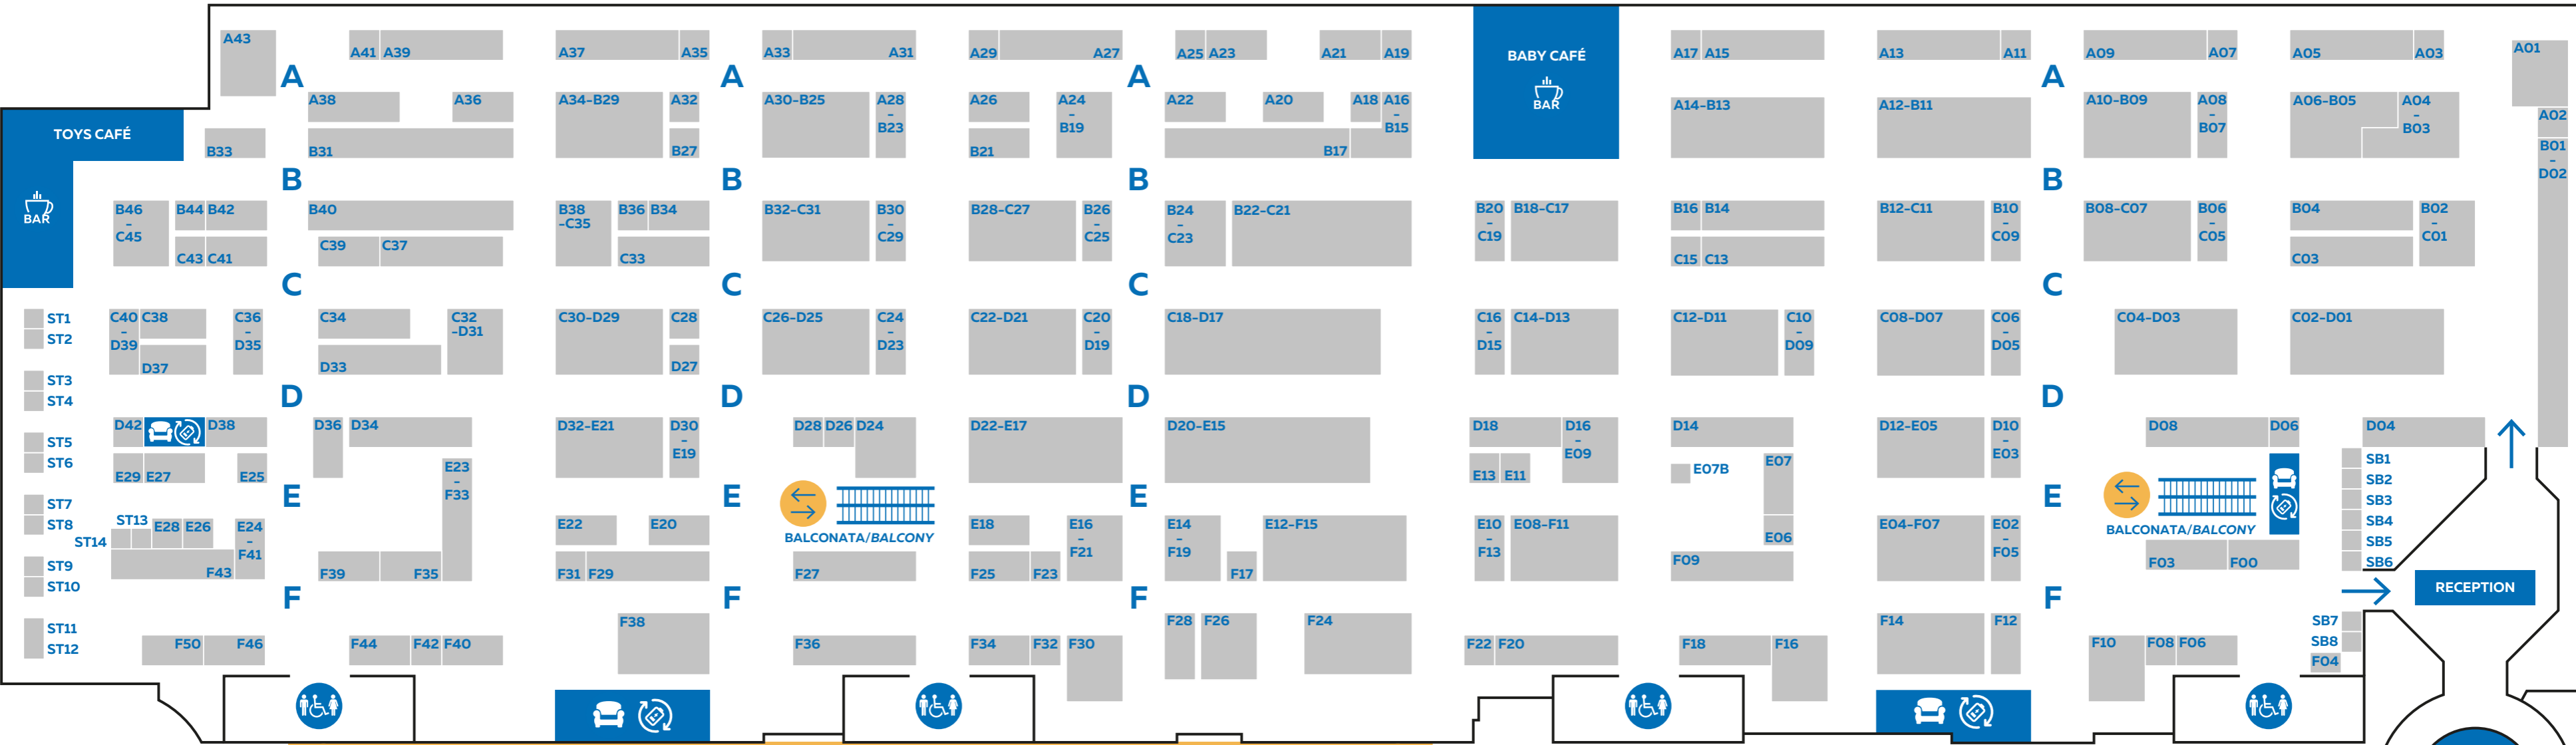 A43
A41 A39
A37 A35
A33 A31
A29 A27
A25 A23
A21 A19
BABY CAFÉ
BAR
A17 A15
A13 A11
A09 A07
A05 A03
A01
A A A A
A38 A36
A34-B29 A32
A30-B25
A28
-
B23
A26
A24
-
B19
A22 A20 A18
A16
-
B15
A14-B13
A12-B11
A10-B09
A08
-
B07
A06-B05
A04
-
B03
A02
TOYS CAFÉ
BAR
B33
B31
B27
B21
B17
B01
-
D02
B B B B
B46
-
C45
B44 B42
B40
B38
-C35
B36 B34
B32-C31
B30
-
C29
B28-C27
B26
-
C25
B24
-
C23
B22-C21
B20
-
C19
B18-C17
B16 B14
B12-C11
B10
-
C09
B08-C07
B06
-
C05
B04
B02
-
C01
C43 C41
C39 C37
C33
C15 C13
C03
C C C C
ST1
ST2
ST3
ST4
ST5
ST6
ST7
ST8
ST9
ST10
ST11
ST12
C40
-
D39
C38
C36
-
D35
C34
C32
-D31
C30-D29
C28
C26-D25
C24
-
D23
C22-D21
C20
-
D19
C18-D17
C16
-
D15
C14-D13
C12-D11
C10
-
D09
C08-D07
C06
-
D05
C04-D03
C02-D01
D37
D33
D27
D D D D
D42 D38
D36 D34
D32-E21
D30
-
E19
D28 D26 D24
D22-E17
D20-E15
D18
D16
-
E09
D14
D12-E05
D10
-
E03
D08 D06
D04
E29 E27 E25
E23
-
F33
E13 E11
E07B
E07
SB1
SB2
SB3
SB4
SB5
SB6
E E E E
BALCONATA/BALCONY
BALCONATA/BALCONY
ST13
ST14
E28 E26
E24
-
F41
E22 E20
E18
E16
-
F21
E14
-
F19
E12-F15
E10
-
F13
E08-F11
E06
E04-F07
E02
-
F05
F43
F39 F35
F31 F29
F27
F25 F23
F17
F09
F03 F00
RECEPTION
F F F F
F50 F46
F44 F42 F40
F38
F36
F34 F32 F30
F28 F26
F24
F22 F20
F18 F16
F14 F12
F10 F08 F06
SB7
SB8
F04